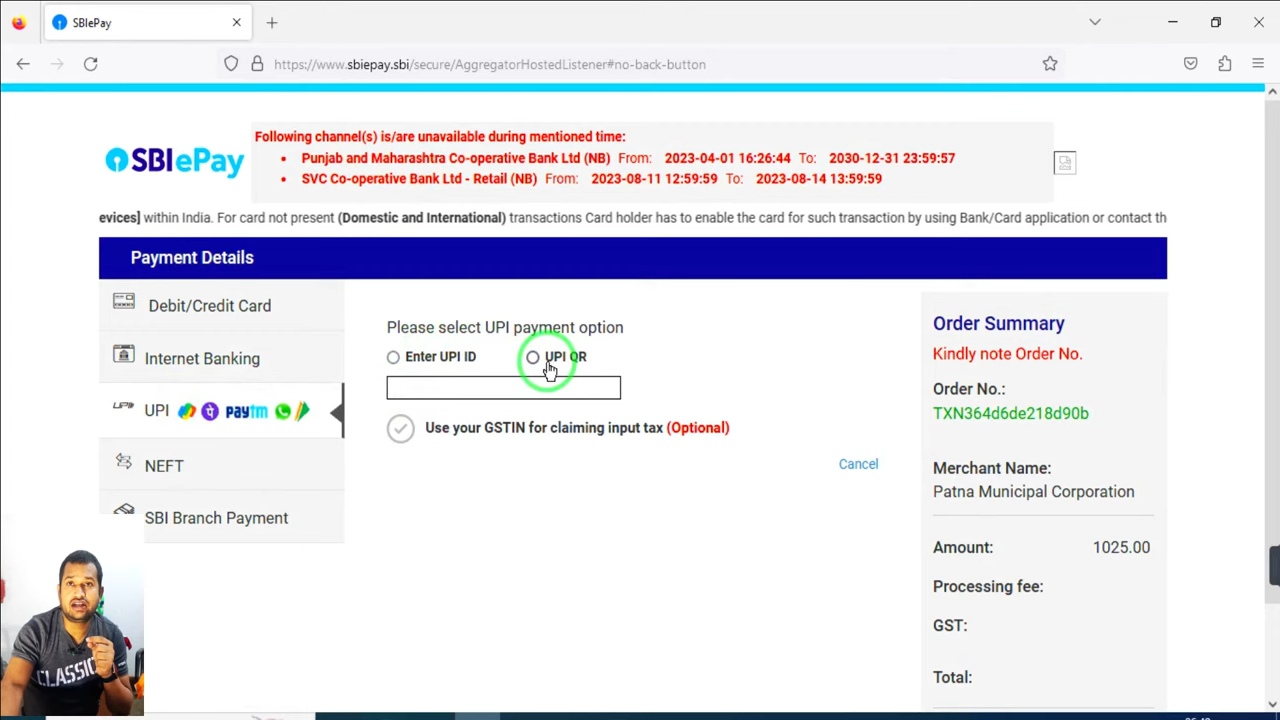 SBIePay
https://www.sbiepay.sbi/secure/AggregatorHostedListener#no-back-button
SBI ePay
Following channel(s) is/are unavailable during mentioned time:
Punjab and Maharashtra Co-operative Bank Ltd (NB) From: 2023-04-01 16:26:44 To: 2030-12-31 23:59:57
SVC Co-operative Bank Ltd - Retail (NB) From: 2023-08-11 12:59:59 To: 2023-08-14 13:59:59
evices] within India. For card not present (Domestic and International) transactions Card holder has to enable the card for such transaction by using Bank/Card application or contact th
Payment Details
Debit/Credit Card
Internet Banking
UPI paytm
NEFT
SBI Branch Payment
Please select UPI payment option
Enter UPI ID UPI QR
Use your GSTIN for claiming input tax (Optional)
Cancel
Order Summary
Kindly note Order No.
Order No.:
TXN364d6de218d90b
Merchant Name:
Patna Municipal Corporation
Amount: 1025.00
Processing fee:
GST:
Total:
CLASSIC